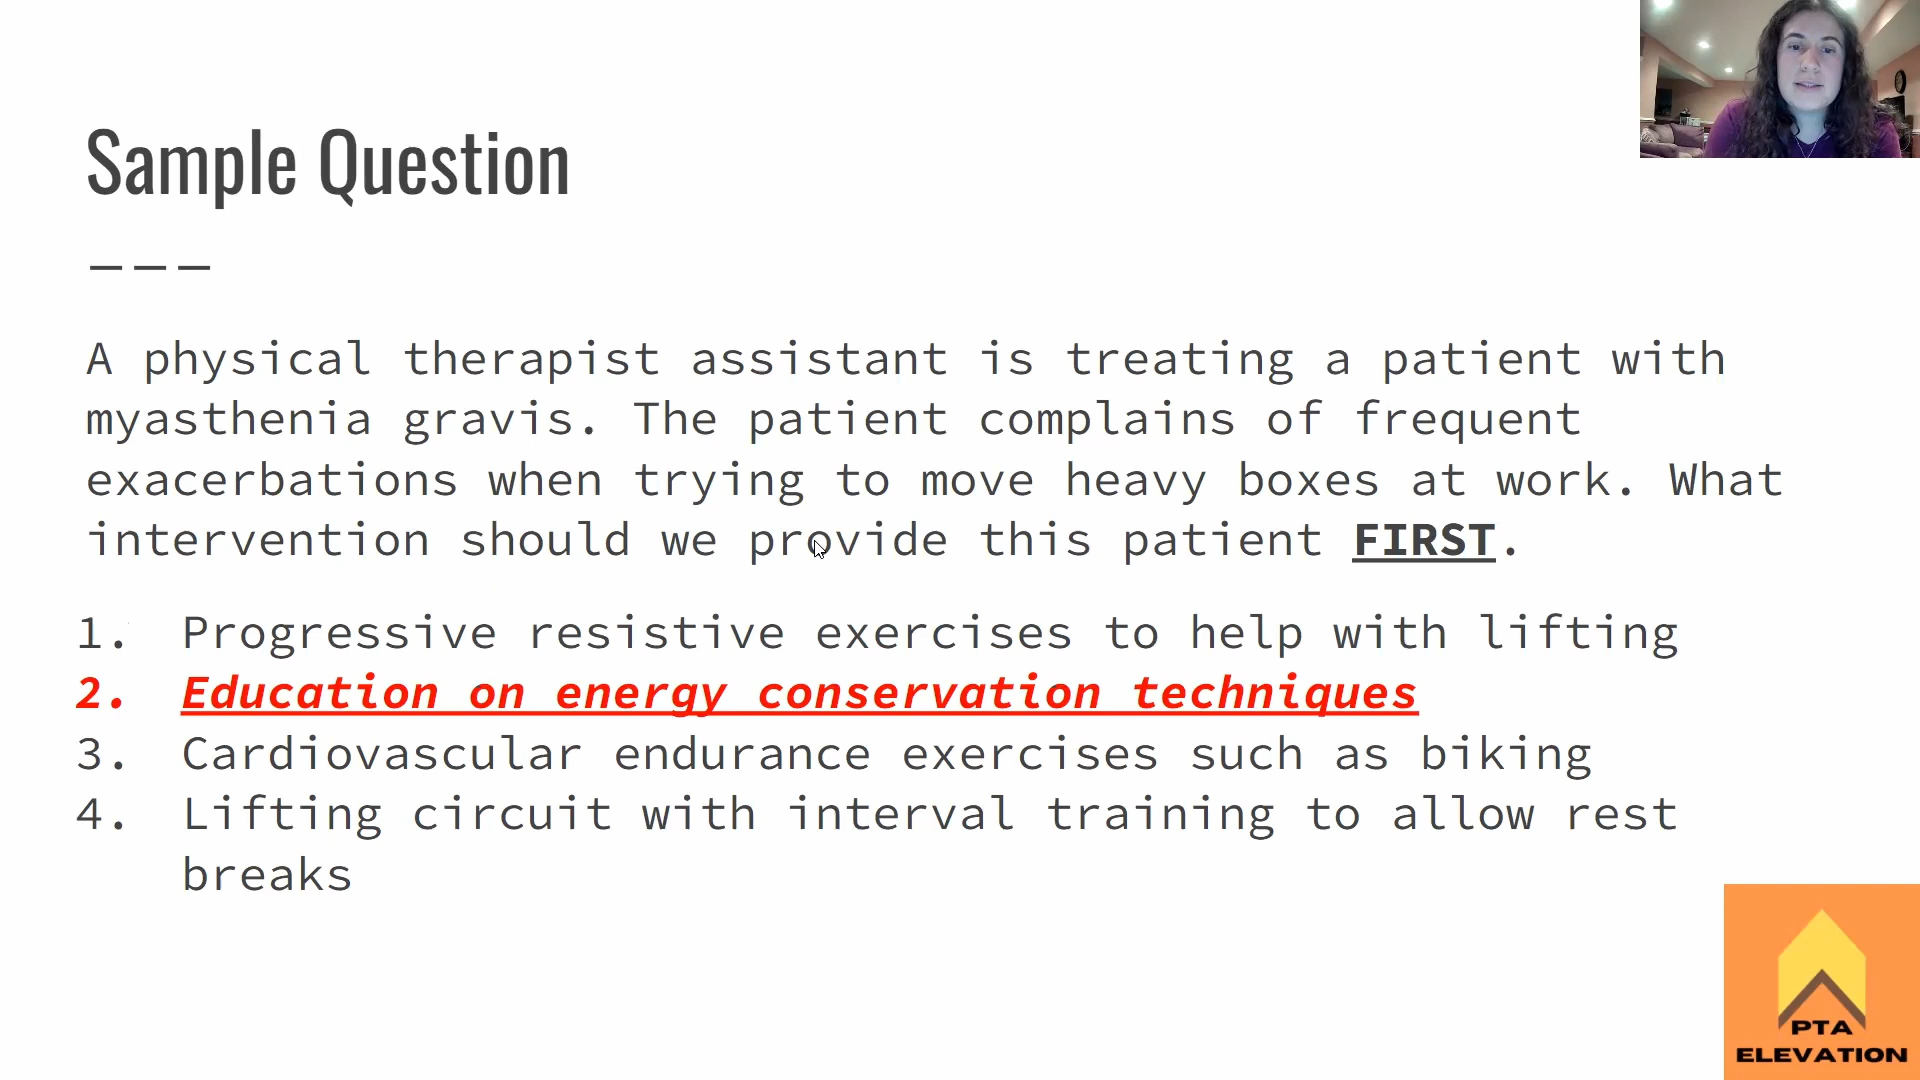 Sample Question
———
A physical therapist assistant is treating a patient with
myasthenia gravis. The patient complains of frequent
exacerbations when trying to move heavy boxes at work. What
intervention should we provide this patient FIRST.
1. Progressive resistive exercises to help with lifting
2. Education on energy conservation techniques
3. Cardiovascular endurance exercises such as biking
4. Lifting circuit with interval training to allow rest
breaks
PTA
ELEVATION